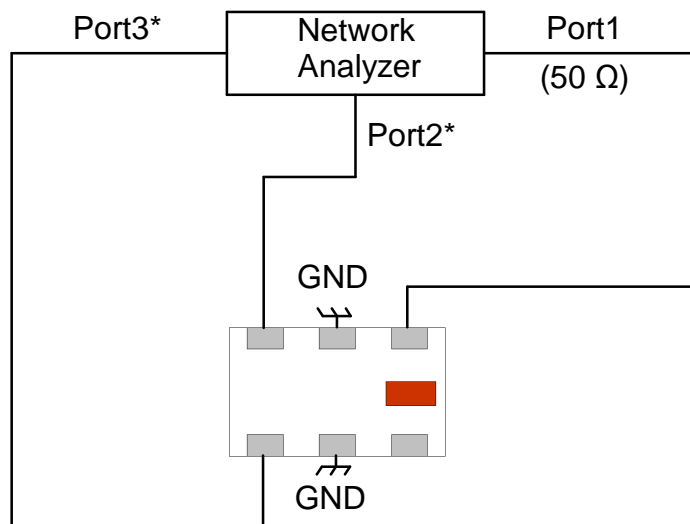 Port3*
Network
Analyzer
Port1
(50 Ω)
Port2*
GND
GND